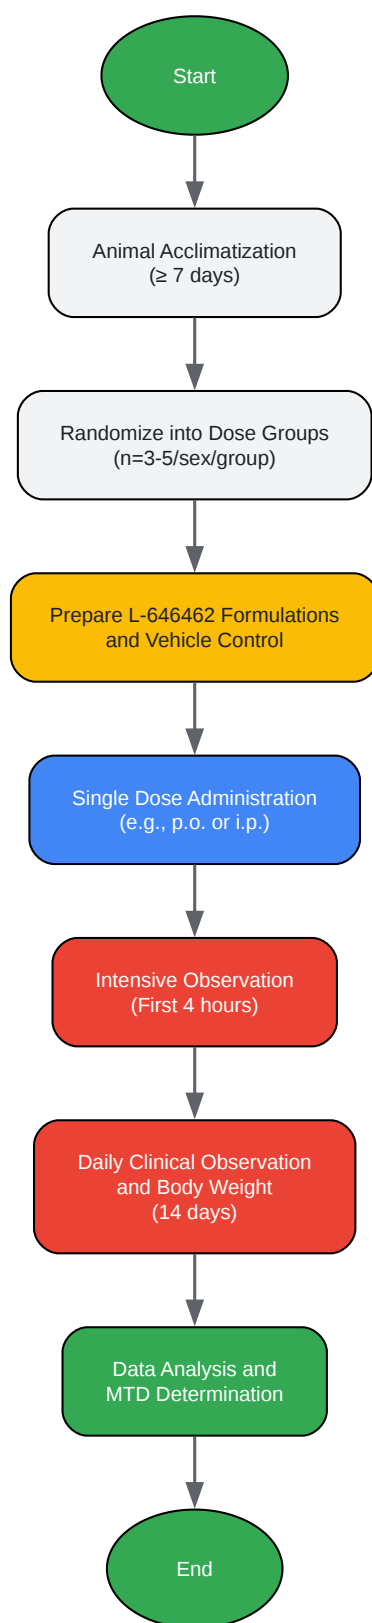 Start
Animal Acclimatization
(≥ 7 days)
Randomize into Dose Groups
(n=3-5/sex/group)
Prepare L-646462 Formulations
and Vehicle Control
Single Dose Administration
(e.g., p.o. or i.p.)
Intensive Observation
(First 4 hours)
Daily Clinical Observation
and Body Weight
(14 days)
Data Analysis and
MTD Determination
End